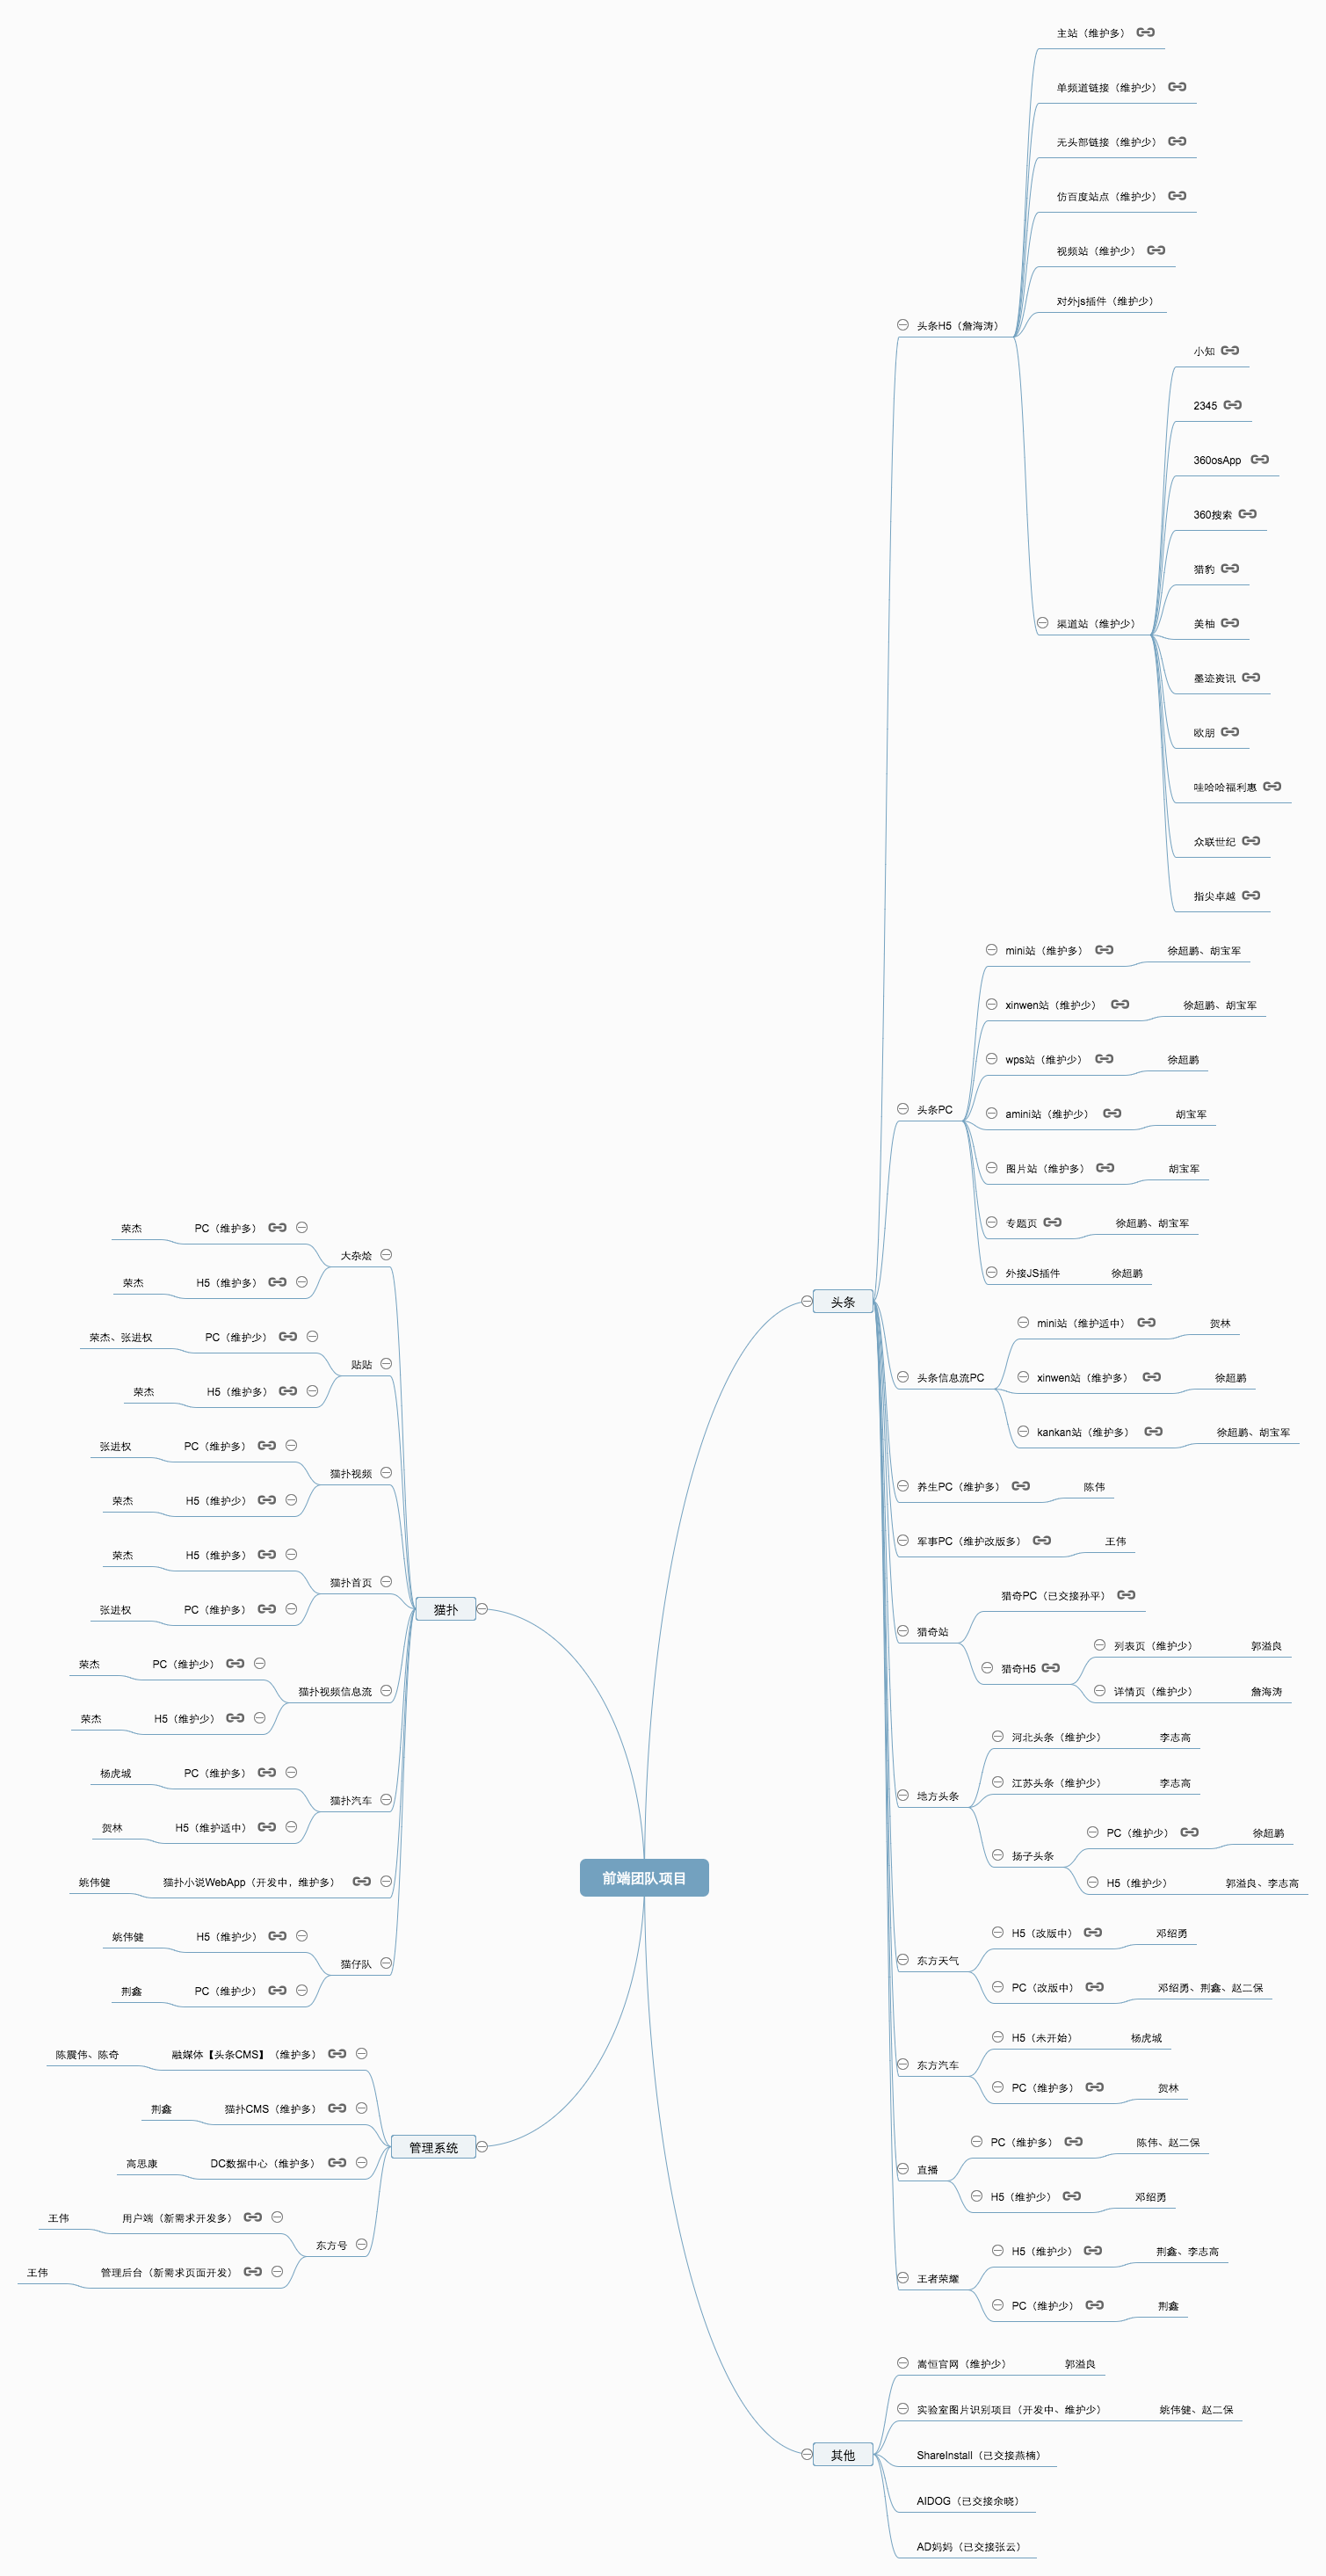 前端团队项目
头条
头条H5（詹海涛）
主站（维护多）
单频道链接（维护少）
无头部链接（维护少）
仿百度站点（维护少）
视频站（维护少）
对外js插件（维护少）
渠道站（维护少）
小知
2345
360osApp
360搜索
猎豹
美柚
墨迹资讯
欧朋
哇哈哈福利惠
众联世纪
指尖卓越
头条PC
mini站（维护多）
徐超鹏、胡宝军
xinwen站（维护少）
徐超鹏、胡宝军
wps站（维护少）
徐超鹏
amini站（维护少）
胡宝军
图片站（维护多）
胡宝军
专题页
徐超鹏、胡宝军
外接JS插件
徐超鹏
头条信息流PC
mini站（维护适中）
贺林
xinwen站（维护多）
徐超鹏
kankan站（维护多）
徐超鹏、胡宝军
养生PC（维护多）
陈伟
军事PC（维护改版多）
王伟
猎奇站
猎奇PC（已交接孙平）
猎奇H5
列表页（维护少）
郭溢良
详情页（维护少）
詹海涛
地方头条
河北头条（维护少）
李志高
江苏头条（维护少）
李志高
扬子头条
PC（维护少）
徐超鹏
H5（维护少）
郭溢良、李志高
东方天气
H5（改版中）
邓绍勇
PC（改版中）
邓绍勇、荆鑫、赵二保
东方汽车
H5（未开始）
杨虎城
PC（维护多）
贺林
直播
PC（维护多）
陈伟、赵二保
H5（维护少）
邓绍勇
王者荣耀
H5（维护少）
荆鑫、李志高
PC（维护少）
荆鑫
其他
嵩恒官网（维护少）
郭溢良
实验室图片识别项目（开发中、维护少）
姚伟健、赵二保
ShareInstall（已交接燕楠）
AIDOG（已交接余晓）
AD妈妈（已交接张云）
猫扑
大杂烩
PC（维护多）
荣杰
H5（维护多）
荣杰
贴贴
PC（维护少）
荣杰、张进权
H5（维护多）
荣杰
猫扑视频
PC（维护多）
张进权
H5（维护少）
荣杰
猫扑首页
H5（维护多）
荣杰
PC（维护多）
张进权
猫扑视频信息流
PC（维护少）
荣杰
H5（维护少）
荣杰
猫扑汽车
PC（维护多）
杨虎城
H5（维护适中）
贺林
猫扑小说WebApp（开发中，维护多）
姚伟健
猫仔队
H5（维护少）
姚伟健
PC（维护少）
荆鑫
管理系统
融媒体【头条CMS】（维护多）
陈震伟、陈奇
猫扑CMS（维护多）
荆鑫
DC数据中心（维护多）
高思康
东方号
用户端（新需求开发多）
王伟
管理后台（新需求页面开发）
王伟